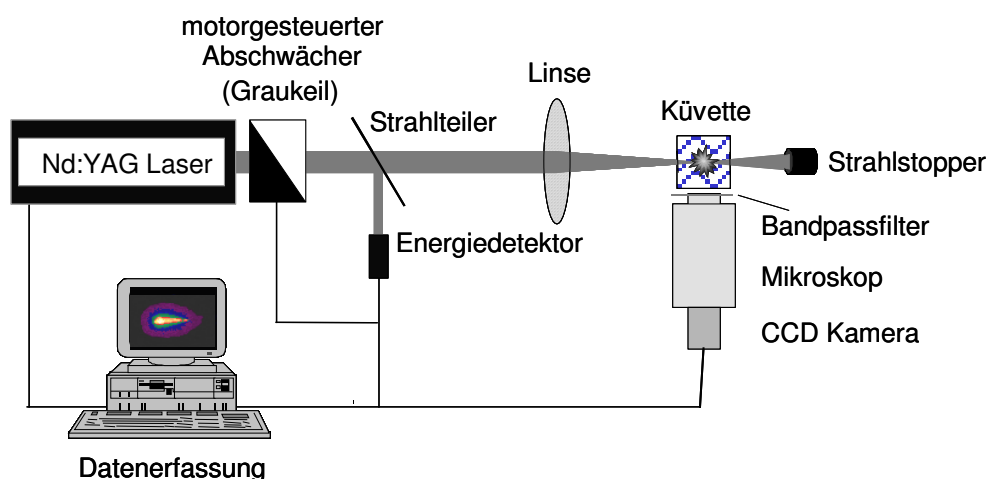 motorgesteuerter
Abschwächer
(Graukeil)
Linse
Strahlteiler
Küvette
Nd:YAG Laser
Strahlstopper
Bandpassfilter
Energiedetektor
Mikroskop
CCD Kamera
Datenerfassung